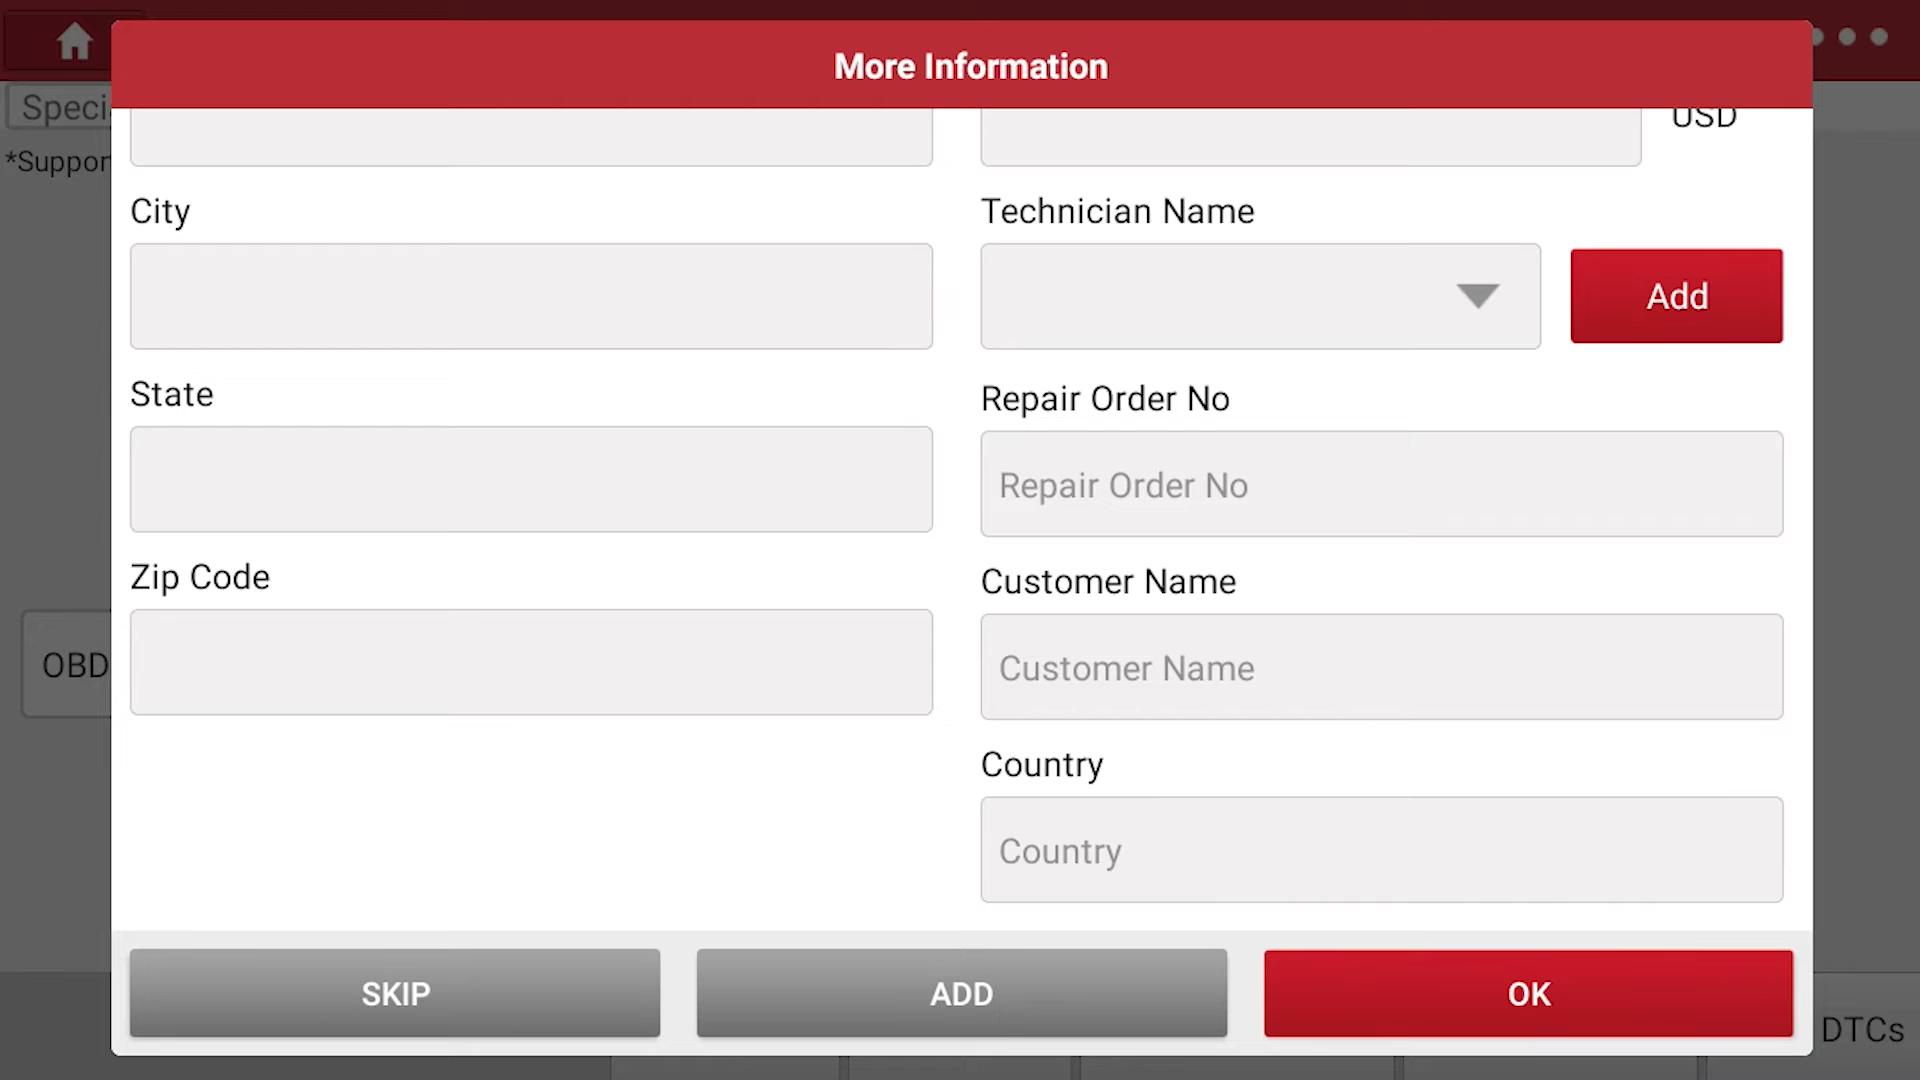 More Information
Speci
*Suppor
USD
City
Technician Name
Add
State
Repair Order No
Repair Order No
Zip Code
Customer Name
OBD
Customer Name
Country
Country
SKIP
ADD
OK
DTCs